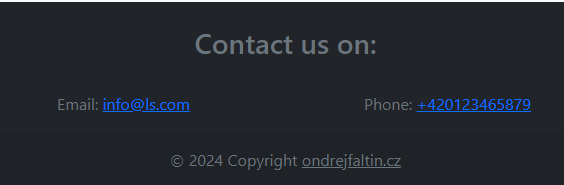 Contact us on:
Email: info@ls.com Phone: +420123465879
© 2024 Copyright ondrejfaltin.cz